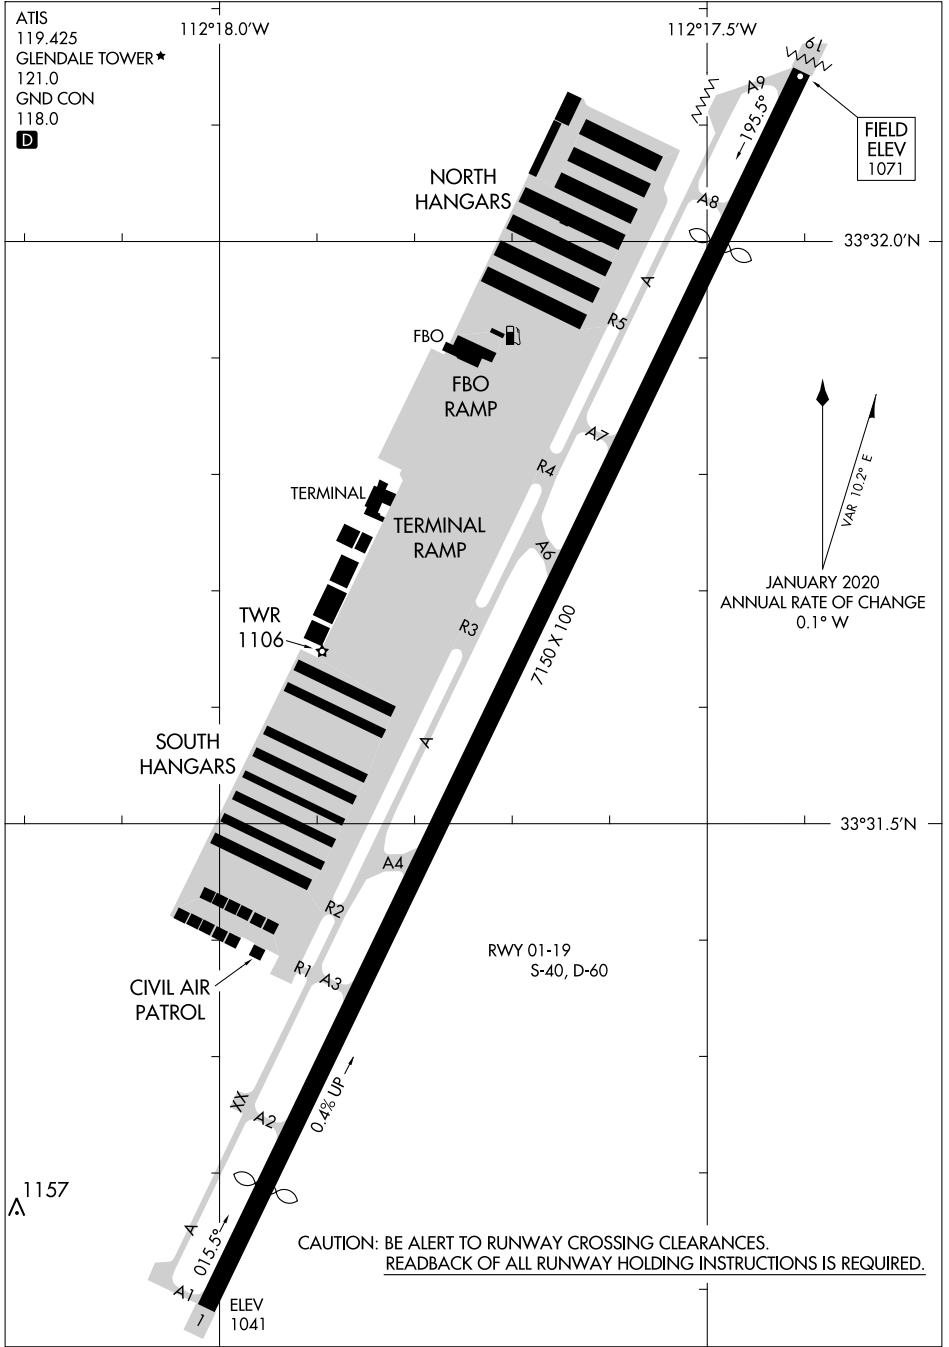 ATIS
119.425
GLENDALE TOWER★
121.0
GND CON
118.0
D
112°18.0'W
112°17.5'W
19
A9
195.5°
FIELD
ELEV
1071
NORTH
HANGARS
A8
33°32.0'N
A
R5
FBO
FBO
RAMP
A7
R4
VAR 10.2° E
TERMINAL
TERMINAL
RAMP
A6
JANUARY 2020
ANNUAL RATE OF CHANGE
0.1° W
TWR
1106
R3
7150 X 100
SOUTH
HANGARS
A
33°31.5'N
A4
R2
RWY 01-19
S-40, D-60
R1
A3
CIVIL AIR
PATROL
0.4% UP
XX
A2
1157
A
015.5°
CAUTION: BE ALERT TO RUNWAY CROSSING CLEARANCES.
READBACK OF ALL RUNWAY HOLDING INSTRUCTIONS IS REQUIRED.
A1
1
ELEV
1041